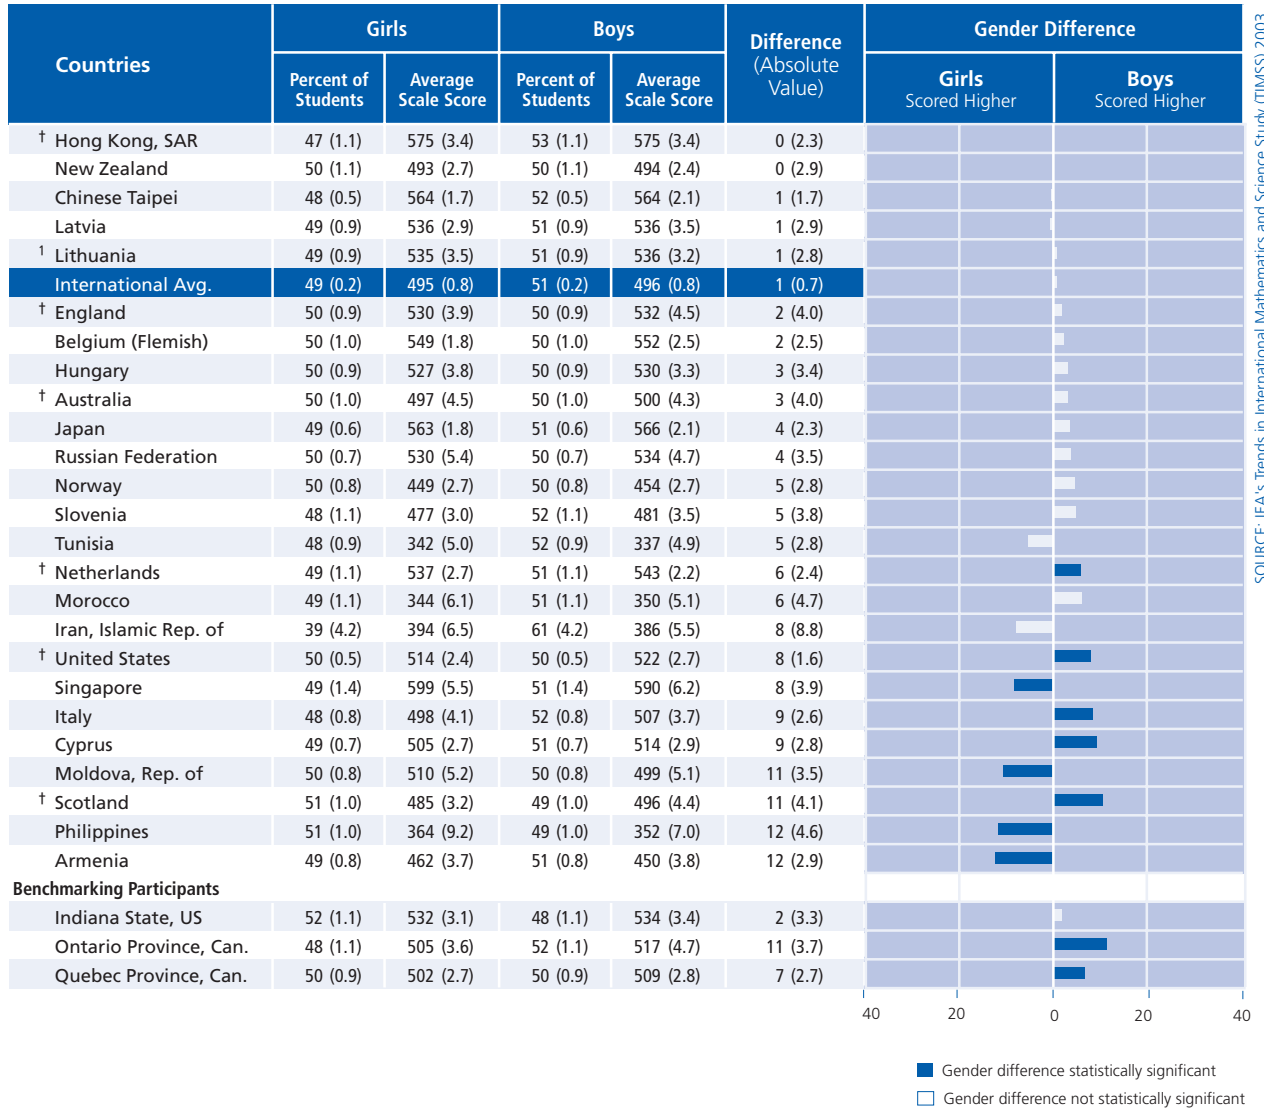 Countries
Girls
Boys
Difference (Absolute Value)
Gender Difference
Percent of Students
Average Scale Score
Percent of Students
Average Scale Score
Girls Scored Higher
Boys Scored Higher
† Hong Kong, SAR 47 (1.1) 575 (3.4) 53 (1.1) 575 (3.4) 0 (2.3)
New Zealand 50 (1.1) 493 (2.7) 50 (1.1) 494 (2.4) 0 (2.9)
Chinese Taipei 48 (0.5) 564 (1.7) 52 (0.5) 564 (2.1) 1 (1.7)
Latvia 49 (0.9) 536 (2.9) 51 (0.9) 536 (3.5) 1 (2.9)
1 Lithuania 49 (0.9) 535 (3.5) 51 (0.9) 536 (3.2) 1 (2.8)
International Avg. 49 (0.2) 495 (0.8) 51 (0.2) 496 (0.8) 1 (0.7)
† England 50 (0.9) 530 (3.9) 50 (0.9) 532 (4.5) 2 (4.0)
Belgium (Flemish) 50 (1.0) 549 (1.8) 50 (1.0) 552 (2.5) 2 (2.5)
Hungary 50 (0.9) 527 (3.8) 50 (0.9) 530 (3.3) 3 (3.4)
† Australia 50 (1.0) 497 (4.5) 50 (1.0) 500 (4.3) 3 (4.0)
Japan 49 (0.6) 563 (1.8) 51 (0.6) 566 (2.1) 4 (2.3)
Russian Federation 50 (0.7) 530 (5.4) 50 (0.7) 534 (4.7) 4 (3.5)
Norway 50 (0.8) 449 (2.7) 50 (0.8) 454 (2.7) 5 (2.8)
Slovenia 48 (1.1) 477 (3.0) 52 (1.1) 481 (3.5) 5 (3.8)
Tunisia 48 (0.9) 342 (5.0) 52 (0.9) 337 (4.9) 5 (2.8)
† Netherlands 49 (1.1) 537 (2.7) 51 (1.1) 543 (2.2) 6 (2.4)
Morocco 49 (1.1) 344 (6.1) 51 (1.1) 350 (5.1) 6 (4.7)
Iran, Islamic Rep. of 39 (4.2) 394 (6.5) 61 (4.2) 386 (5.5) 8 (8.8)
† United States 50 (0.5) 514 (2.4) 50 (0.5) 522 (2.7) 8 (1.6)
Singapore 49 (1.4) 599 (5.5) 51 (1.4) 590 (6.2) 8 (3.9)
Italy 48 (0.8) 498 (4.1) 52 (0.8) 507 (3.7) 9 (2.6)
Cyprus 49 (0.7) 505 (2.7) 51 (0.7) 514 (2.9) 9 (2.8)
Moldova, Rep. of 50 (0.8) 510 (5.2) 50 (0.8) 499 (5.1) 11 (3.5)
† Scotland 51 (1.0) 485 (3.2) 49 (1.0) 496 (4.4) 11 (4.1)
Philippines 51 (1.0) 364 (9.2) 49 (1.0) 352 (7.0) 12 (4.6)
Armenia 49 (0.8) 462 (3.7) 51 (0.8) 450 (3.8) 12 (2.9)
Benchmarking Participants
Indiana State, US 52 (1.1) 532 (3.1) 48 (1.1) 534 (3.4) 2 (3.3)
Ontario Province, Can. 48 (1.1) 505 (3.6) 52 (1.1) 517 (4.7) 11 (3.7)
Quebec Province, Can. 50 (0.9) 502 (2.7) 50 (0.9) 509 (2.8) 7 (2.7)
40 20 0 20 40
Gender difference statistically significant
Gender difference not statistically significant
SOURCE: IEA's Trends in International Mathematics and Science Study (TIMSS) 2003